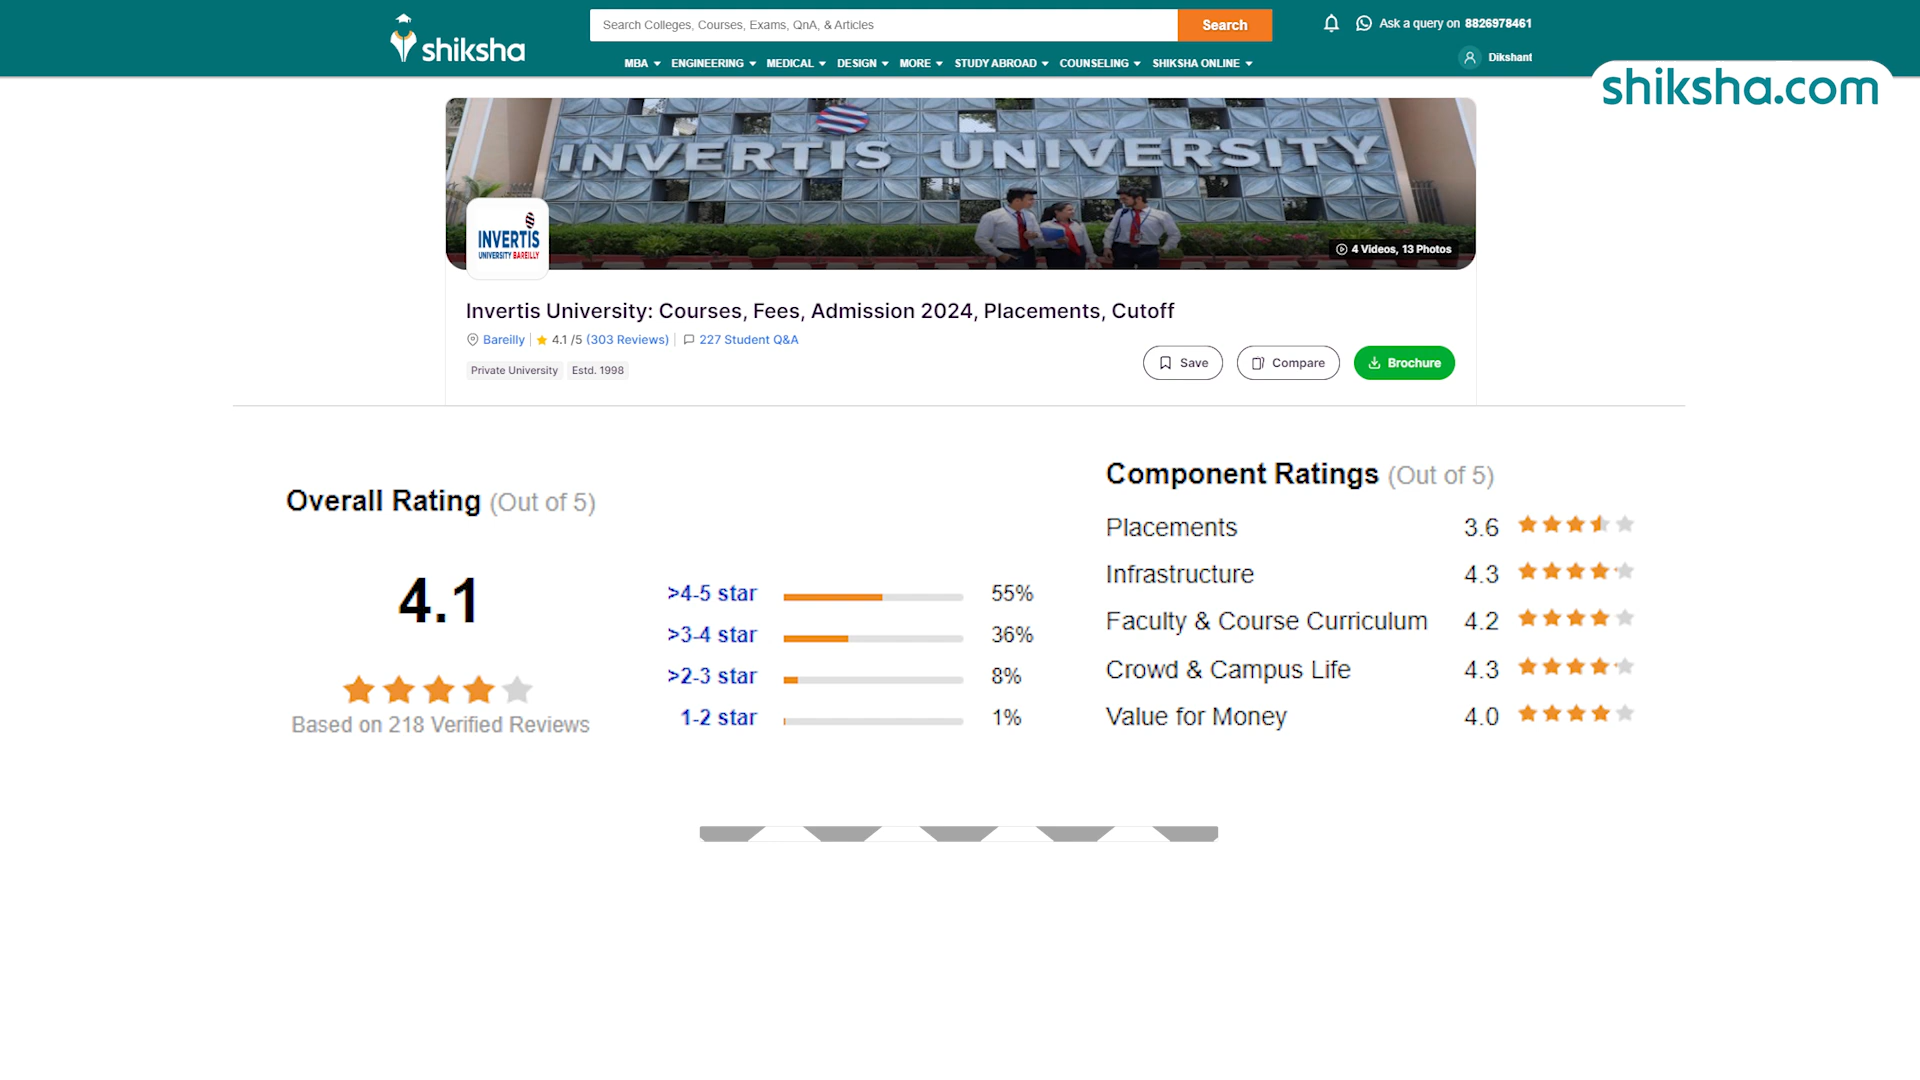 shiksha
Search Colleges, Courses, Exams, QnA, & Articles
Search
Ask a query on 8826978461
MBA ENGINEERING MEDICAL DESIGN MORE STUDY ABROAD COUNSELING SHIKSHA ONLINE
Dikshant
shiksha.com
INVERTIS UNIVERSITY
INVERTIS
UNIVERSITY BAREILLY
4 Videos, 13 Photos
Invertis University: Courses, Fees, Admission 2024, Placements, Cutoff
Bareilly 4.1 /5 (303 Reviews) 227 Student Q&A
Private University Estd. 1998
Save Compare Brochure
Overall Rating (Out of 5)
4.1
Based on 218 Verified Reviews
>4-5 star 55%
>3-4 star 36%
>2-3 star 8%
1-2 star 1%
Component Ratings (Out of 5)
Placements 3.6
Infrastructure 4.3
Faculty & Course Curriculum 4.2
Crowd & Campus Life 4.3
Value for Money 4.0